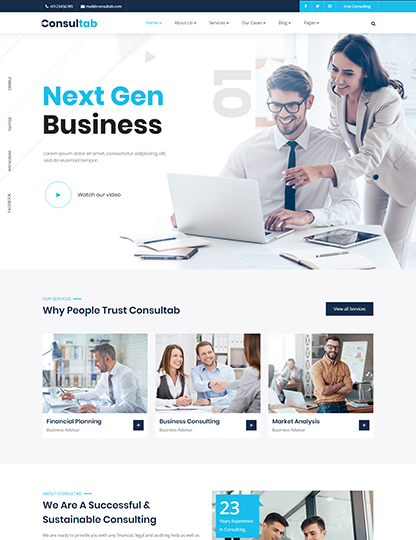 +0123456789 mail@consultab.com Free Consulting
Consultab
Home About Us Services Our Cases Blog Pages
DRIBBLE
TWITTER
INSTAGRAM
FACEBOOK
01
Next Gen
Business
Lorem ipsum dolor sit amet, consectetur adipiscing elit,
sed do eiusmod tempor.
Watch our video
OUR SERVICES
Why People Trust Consultab
View all Services
Financial Planning
Business Advisor
+
Business Consulting
Business Advisor
+
Market Analysis
Business Advisor
+
ABOUT CONSULTAB
We Are A Successful &
Sustainable Consulting
We are ready to provide you with any financial, legal and auditing help as well as
23
Years Experience
in Consulting